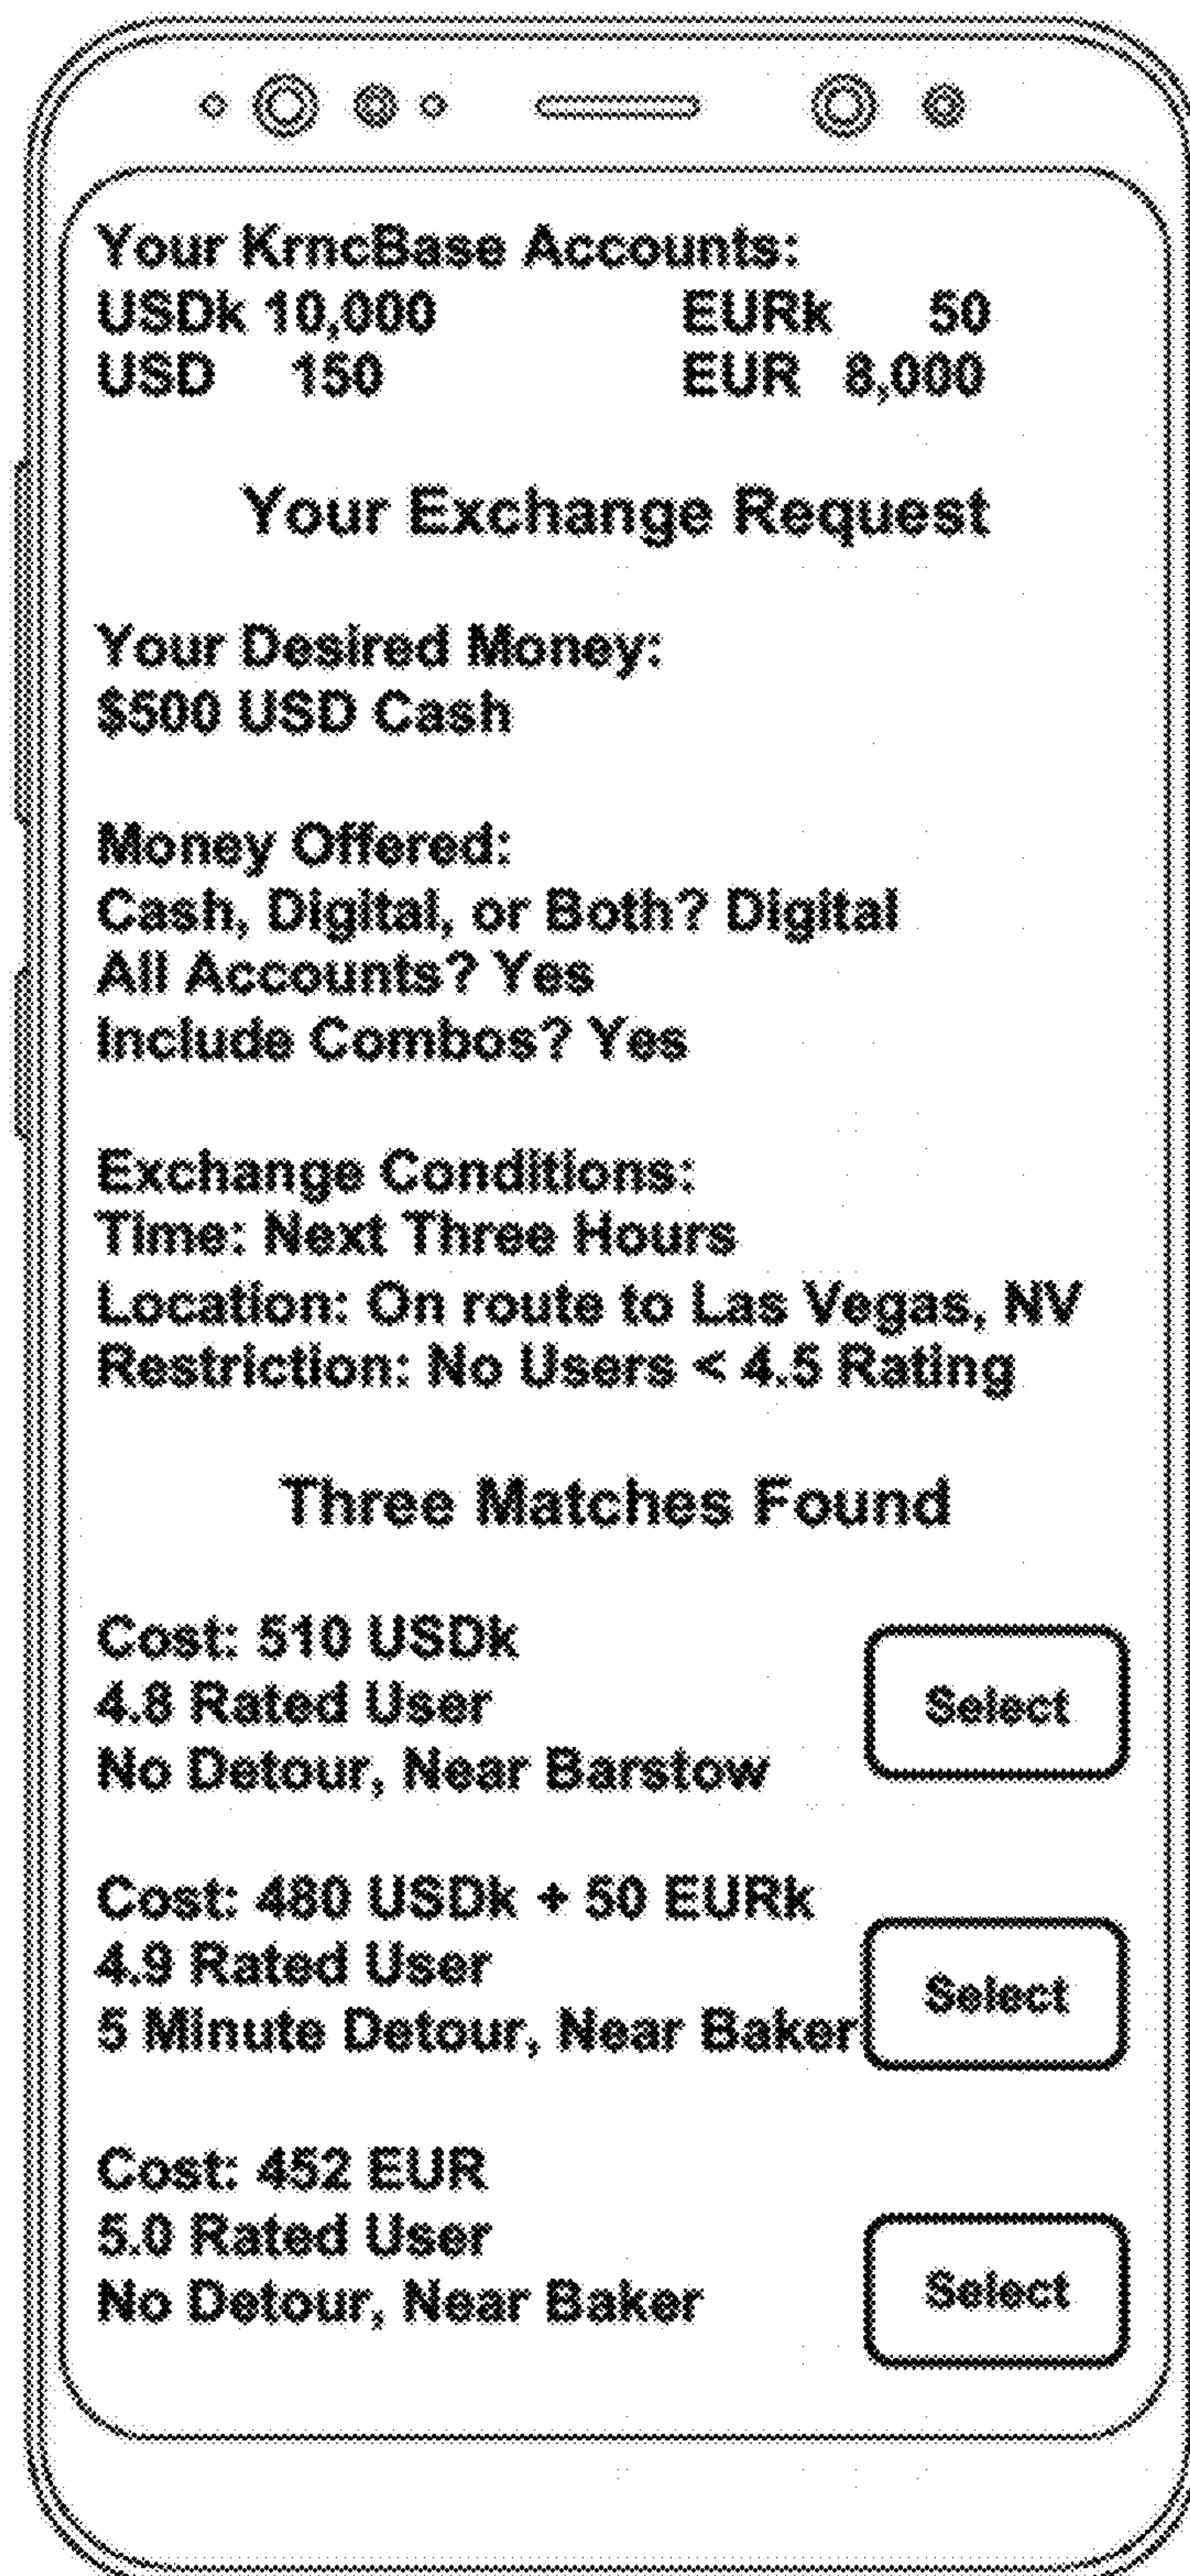 Your KrncBase Accounts:
USDk 10,000 EURk 50
USD 150 EUR 8,000
Your Exchange Request
Your Desired Money:
$500 USD Cash
Money Offered:
Cash, Digital, or Both? Digital
All Accounts? Yes
Include Combos? Yes
Exchange Conditions:
Time: Next Three Hours
Location: On route to Las Vegas, NV
Restriction: No Users < 4.5 Rating
Three Matches Found
Cost: 510 USDk
4.8 Rated User
Select
No Detour, Near Barstow
Cost: 480 USDk + 50 EURk
4.9 Rated User
Select
5 Minute Detour, Near Baker
Cost: 452 EUR
5.0 Rated User
Select
No Detour, Near Baker